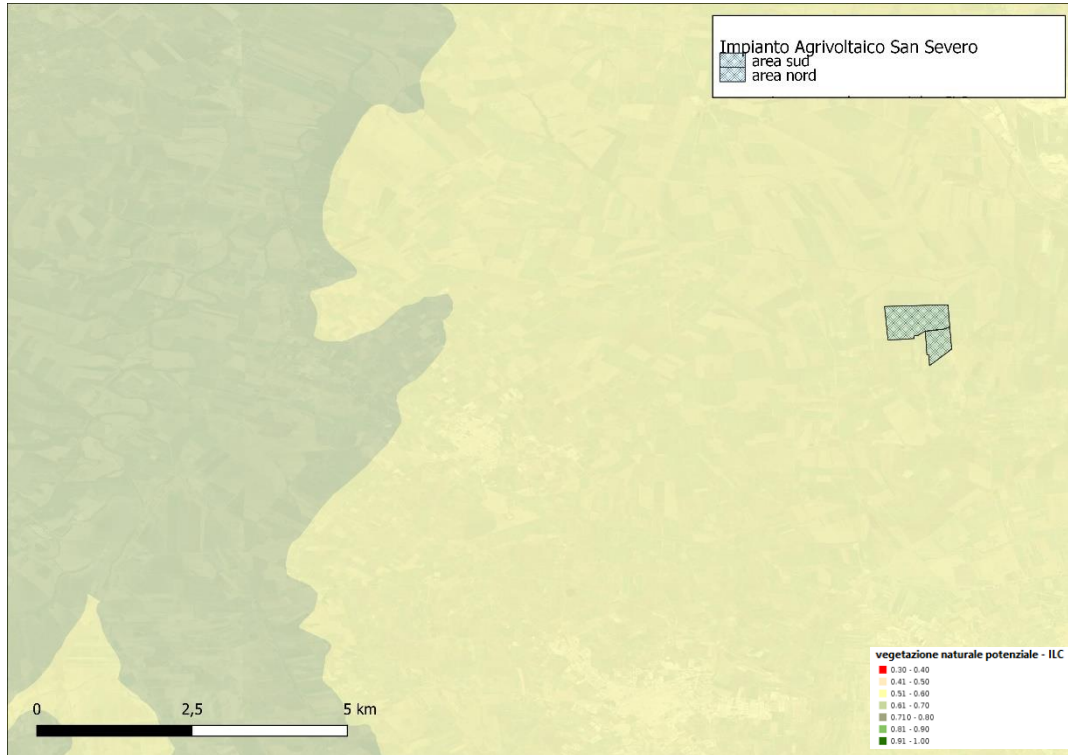 Impianto Agrivoltaico San Severo
area sud
area nord
vegetazione naturale potenziale - ILC
0.30 - 0.40
0.41 - 0.50
0.51 - 0.60
0.61 - 0.70
0.710 - 0.80
0.81 - 0.90
0.91 - 1.00
0 2,5 5 km